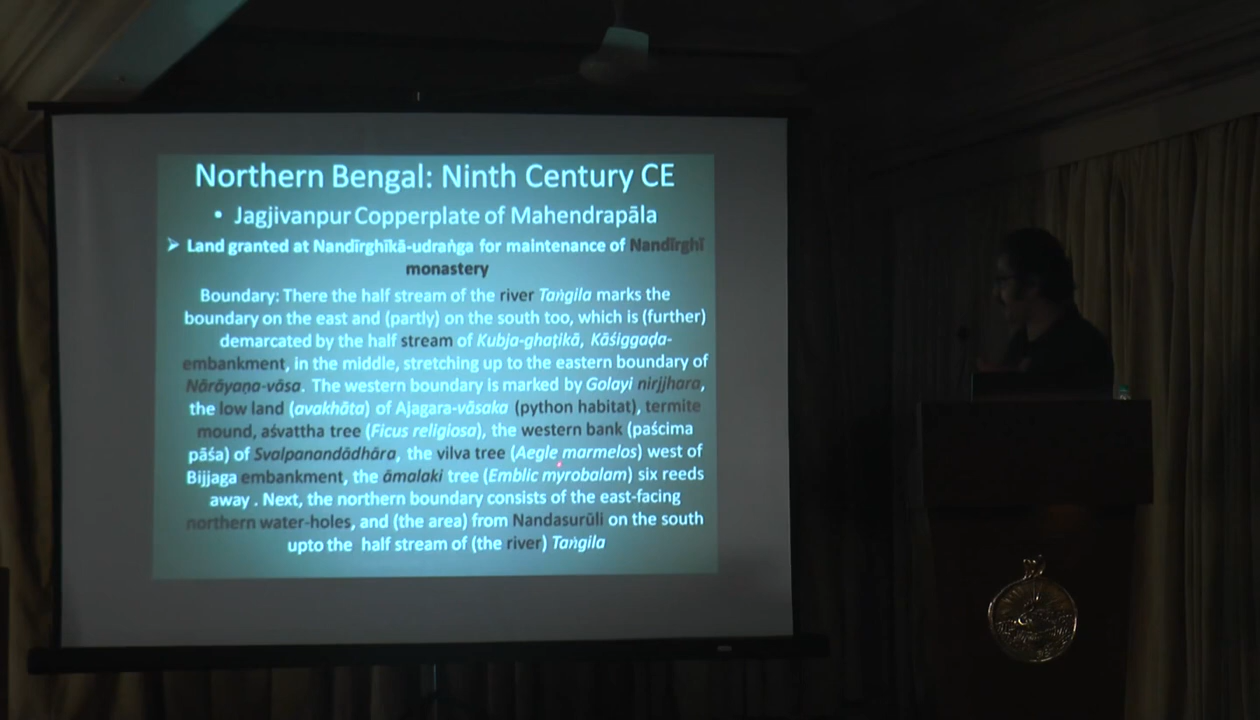 Northern Bengal: Ninth Century CE
• Jagjivanpur Copperplate of Mahendrapāla
➢ Land granted at Nandīrghīkā-udraṅga for maintenance of Nandīrghī
monastery
Boundary: There the half stream of the river Taṅgila marks the
boundary on the east and (partly) on the south too, which is (further)
demarcated by the half stream of Kubja-ghaṭikā, Kāśiggaḍa-
embankment, in the middle, stretching up to the eastern boundary of
Nārāyaṇa-vāsa. The western boundary is marked by Golayi nirjjhara,
the low land (avakhāta) of Ajagara-vāsaka (python habitat), termite
mound, aśvattha tree (Ficus religiosa), the western bank (paścima
pāśa) of Svalpanandādhāra, the vilva tree (Aegle marmelos) west of
Bijjaga embankment, the āmalaki tree (Emblic myrobalam) six reeds
away . Next, the northern boundary consists of the east-facing
northern water-holes, and (the area) from Nandasurūli on the south
upto the half stream of (the river) Taṅgila